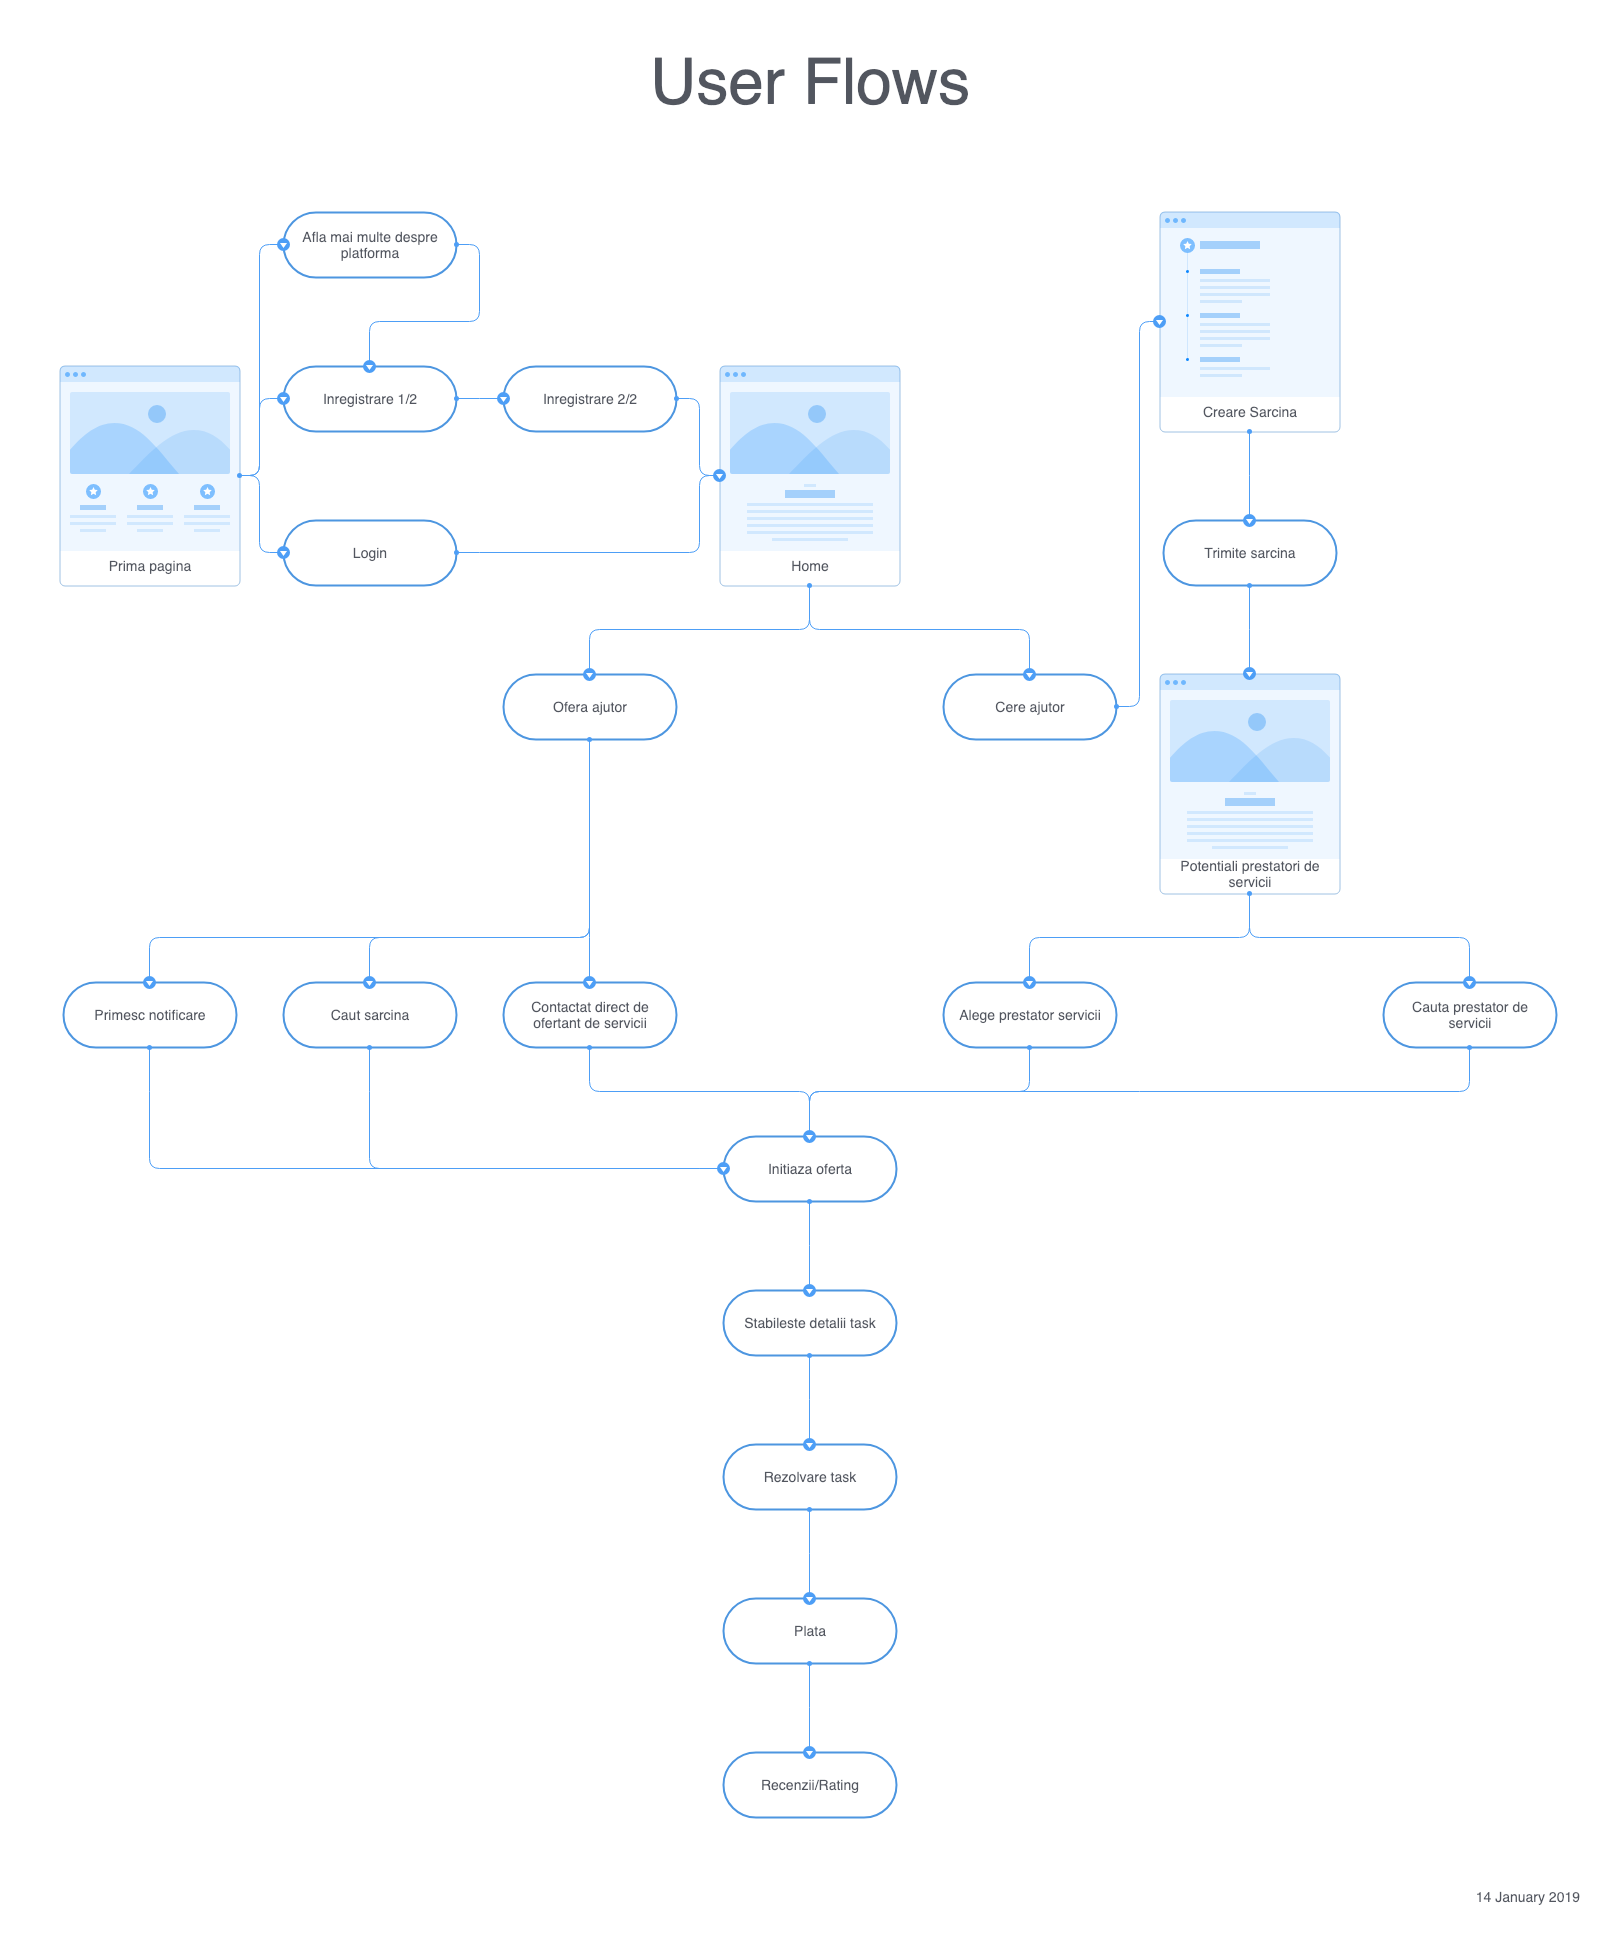 User Flows
Afla mai multe despre
platforma
Inregistrare 1/2
Inregistrare 2/2
Creare Sarcina
Prima pagina
Login
Home
Trimite sarcina
Ofera ajutor
Cere ajutor
Potentiali prestatori de
servicii
Primesc notificare
Caut sarcina
Contactat direct de
ofertant de servicii
Alege prestator servicii
Cauta prestator de
servicii
Initiaza oferta
Stabileste detalii task
Rezolvare task
Plata
Recenzii/Rating
14 January 2019